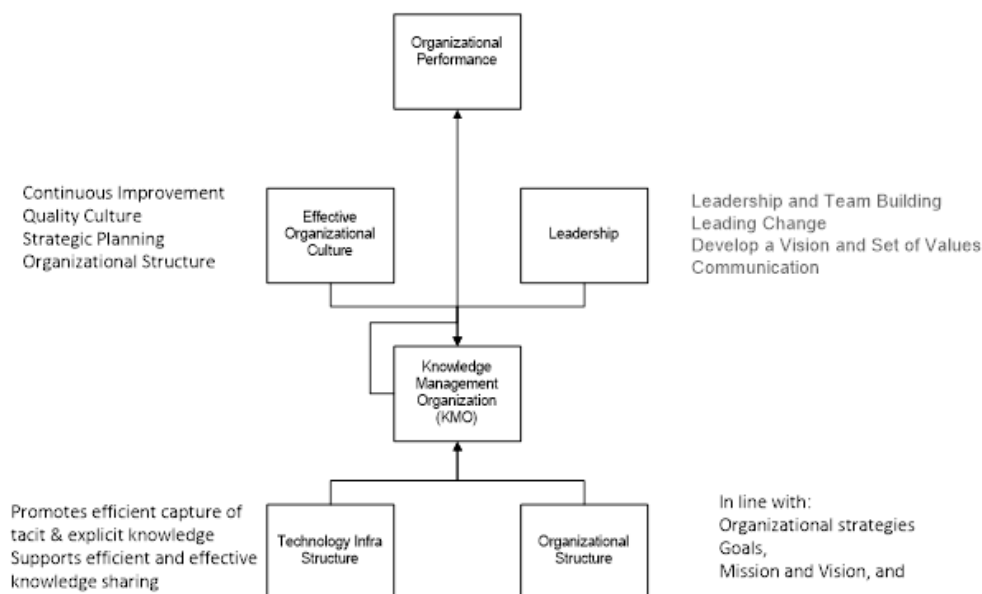 Organizational
Performance
Continuous Improvement
Quality Culture
Strategic Planning
Organizational Structure
Effective
Organizational
Culture
Leadership
Leadership and Team Building
Leading Change
Develop a Vision and Set of Values
Communication
Knowledge
Management
Organization
(KMO)
Promotes efficient capture of
tacit & explicit knowledge
Supports efficient and effective
knowledge sharing
Technology Infra
Structure
Organizational
Structure
In line with:
Organizational strategies
Goals,
Mission and Vision, and